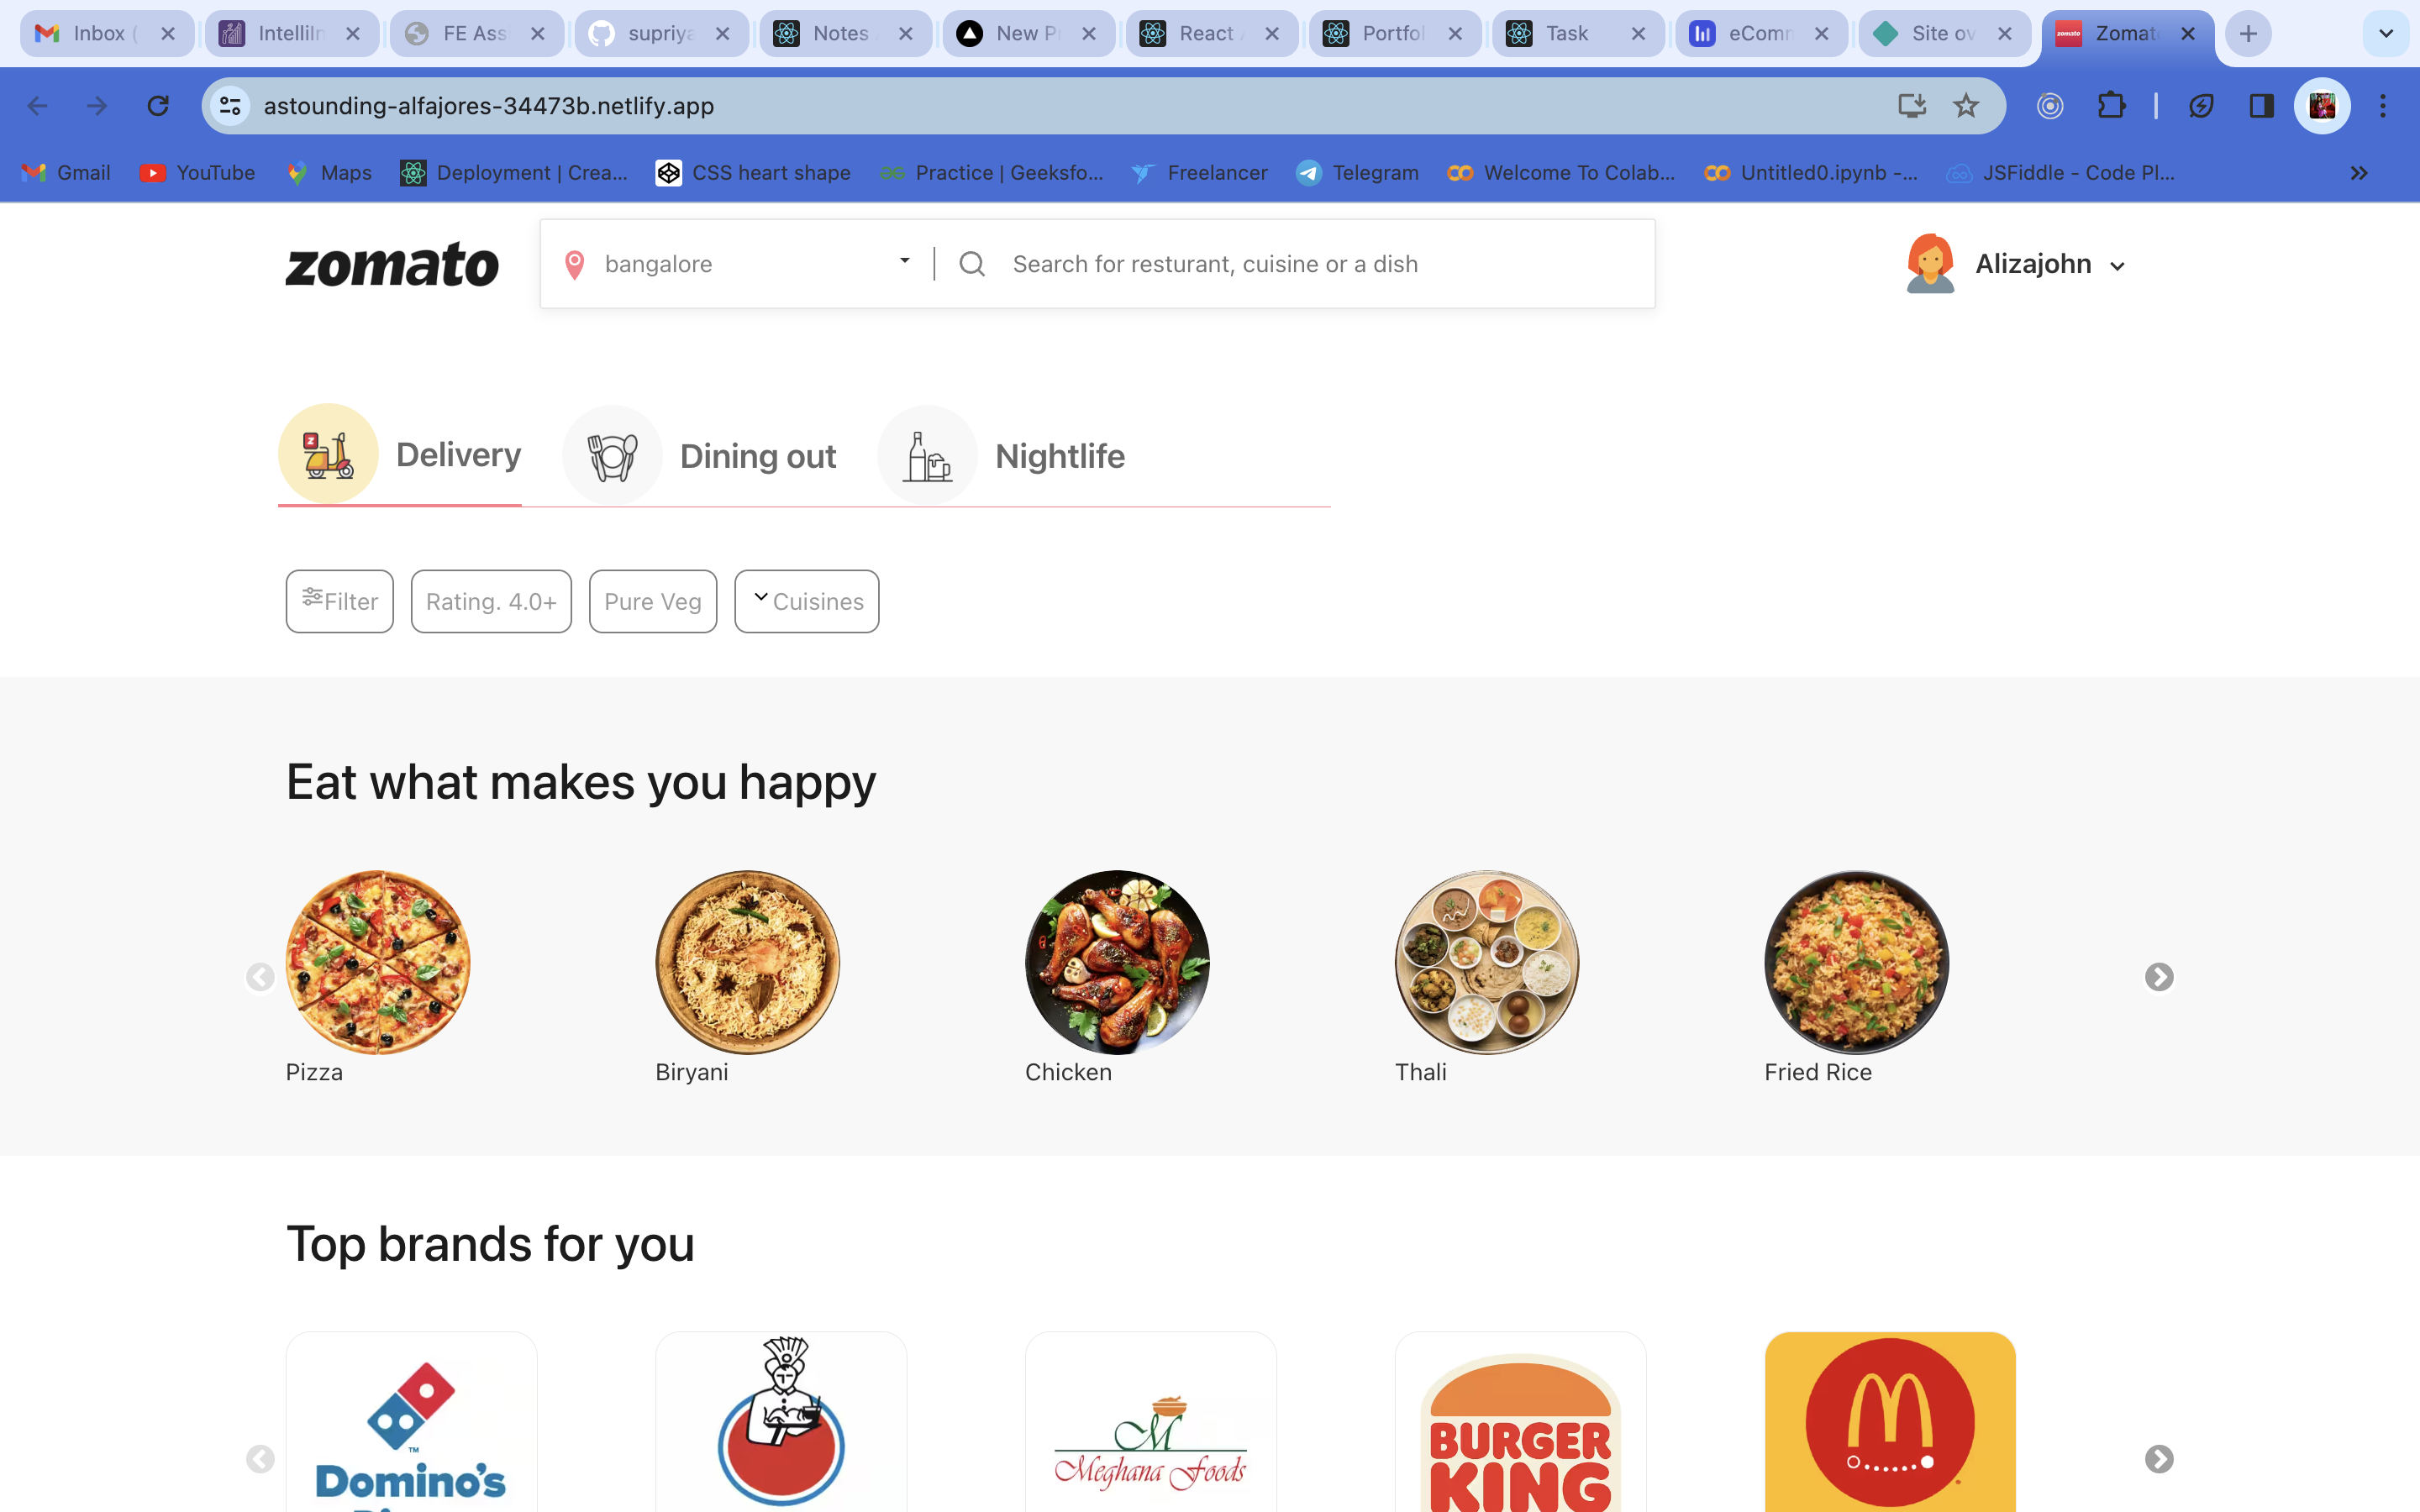 Inbox (
IntelliIn
FE Ass
supriya
Notes
New Pr
React
Portfol
Task
eComm
Site ov
zomato
Zomat
astounding-alfajores-34473b.netlify.app
Gmail
YouTube
Maps
Deployment | Crea...
CSS heart shape
Practice | Geeksfo...
Freelancer
Telegram
Welcome To Colab...
Untitled0.ipynb -...
JSFiddle - Code Pl...
zomato
bangalore
Search for resturant, cuisine or a dish
Alizajohn
Delivery
Dining out
Nightlife
Filter
Rating. 4.0+
Pure Veg
Cuisines
Eat what makes you happy
Pizza
Biryani
Chicken
Thali
Fried Rice
Top brands for you
Domino's
M
Meghana Foods
BURGER
KING